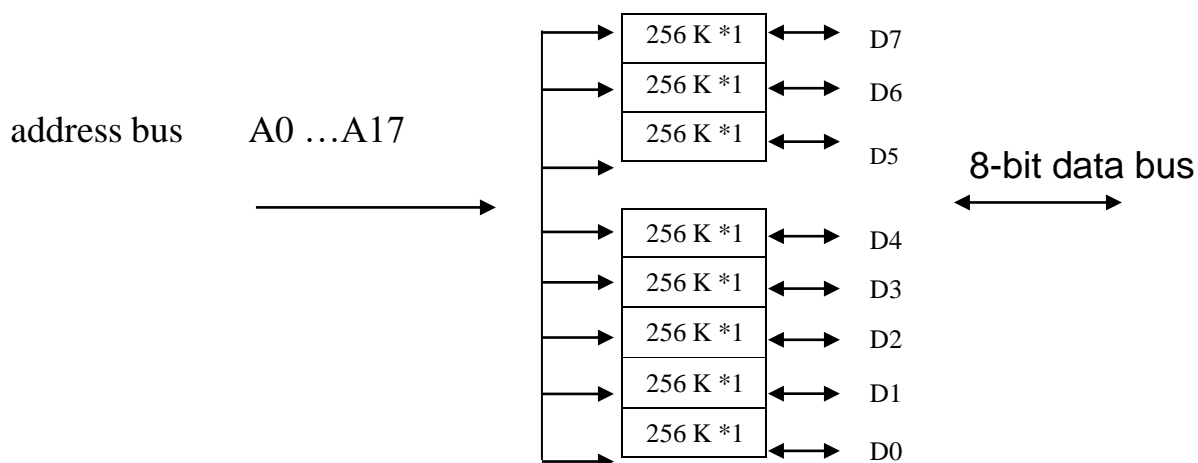 256 K *1 D7
256 K *1 D6
address bus A0 …A17
256 K *1 D5
8-bit data bus
256 K *1 D4
256 K *1 D3
256 K *1 D2
256 K *1 D1
256 K *1 D0